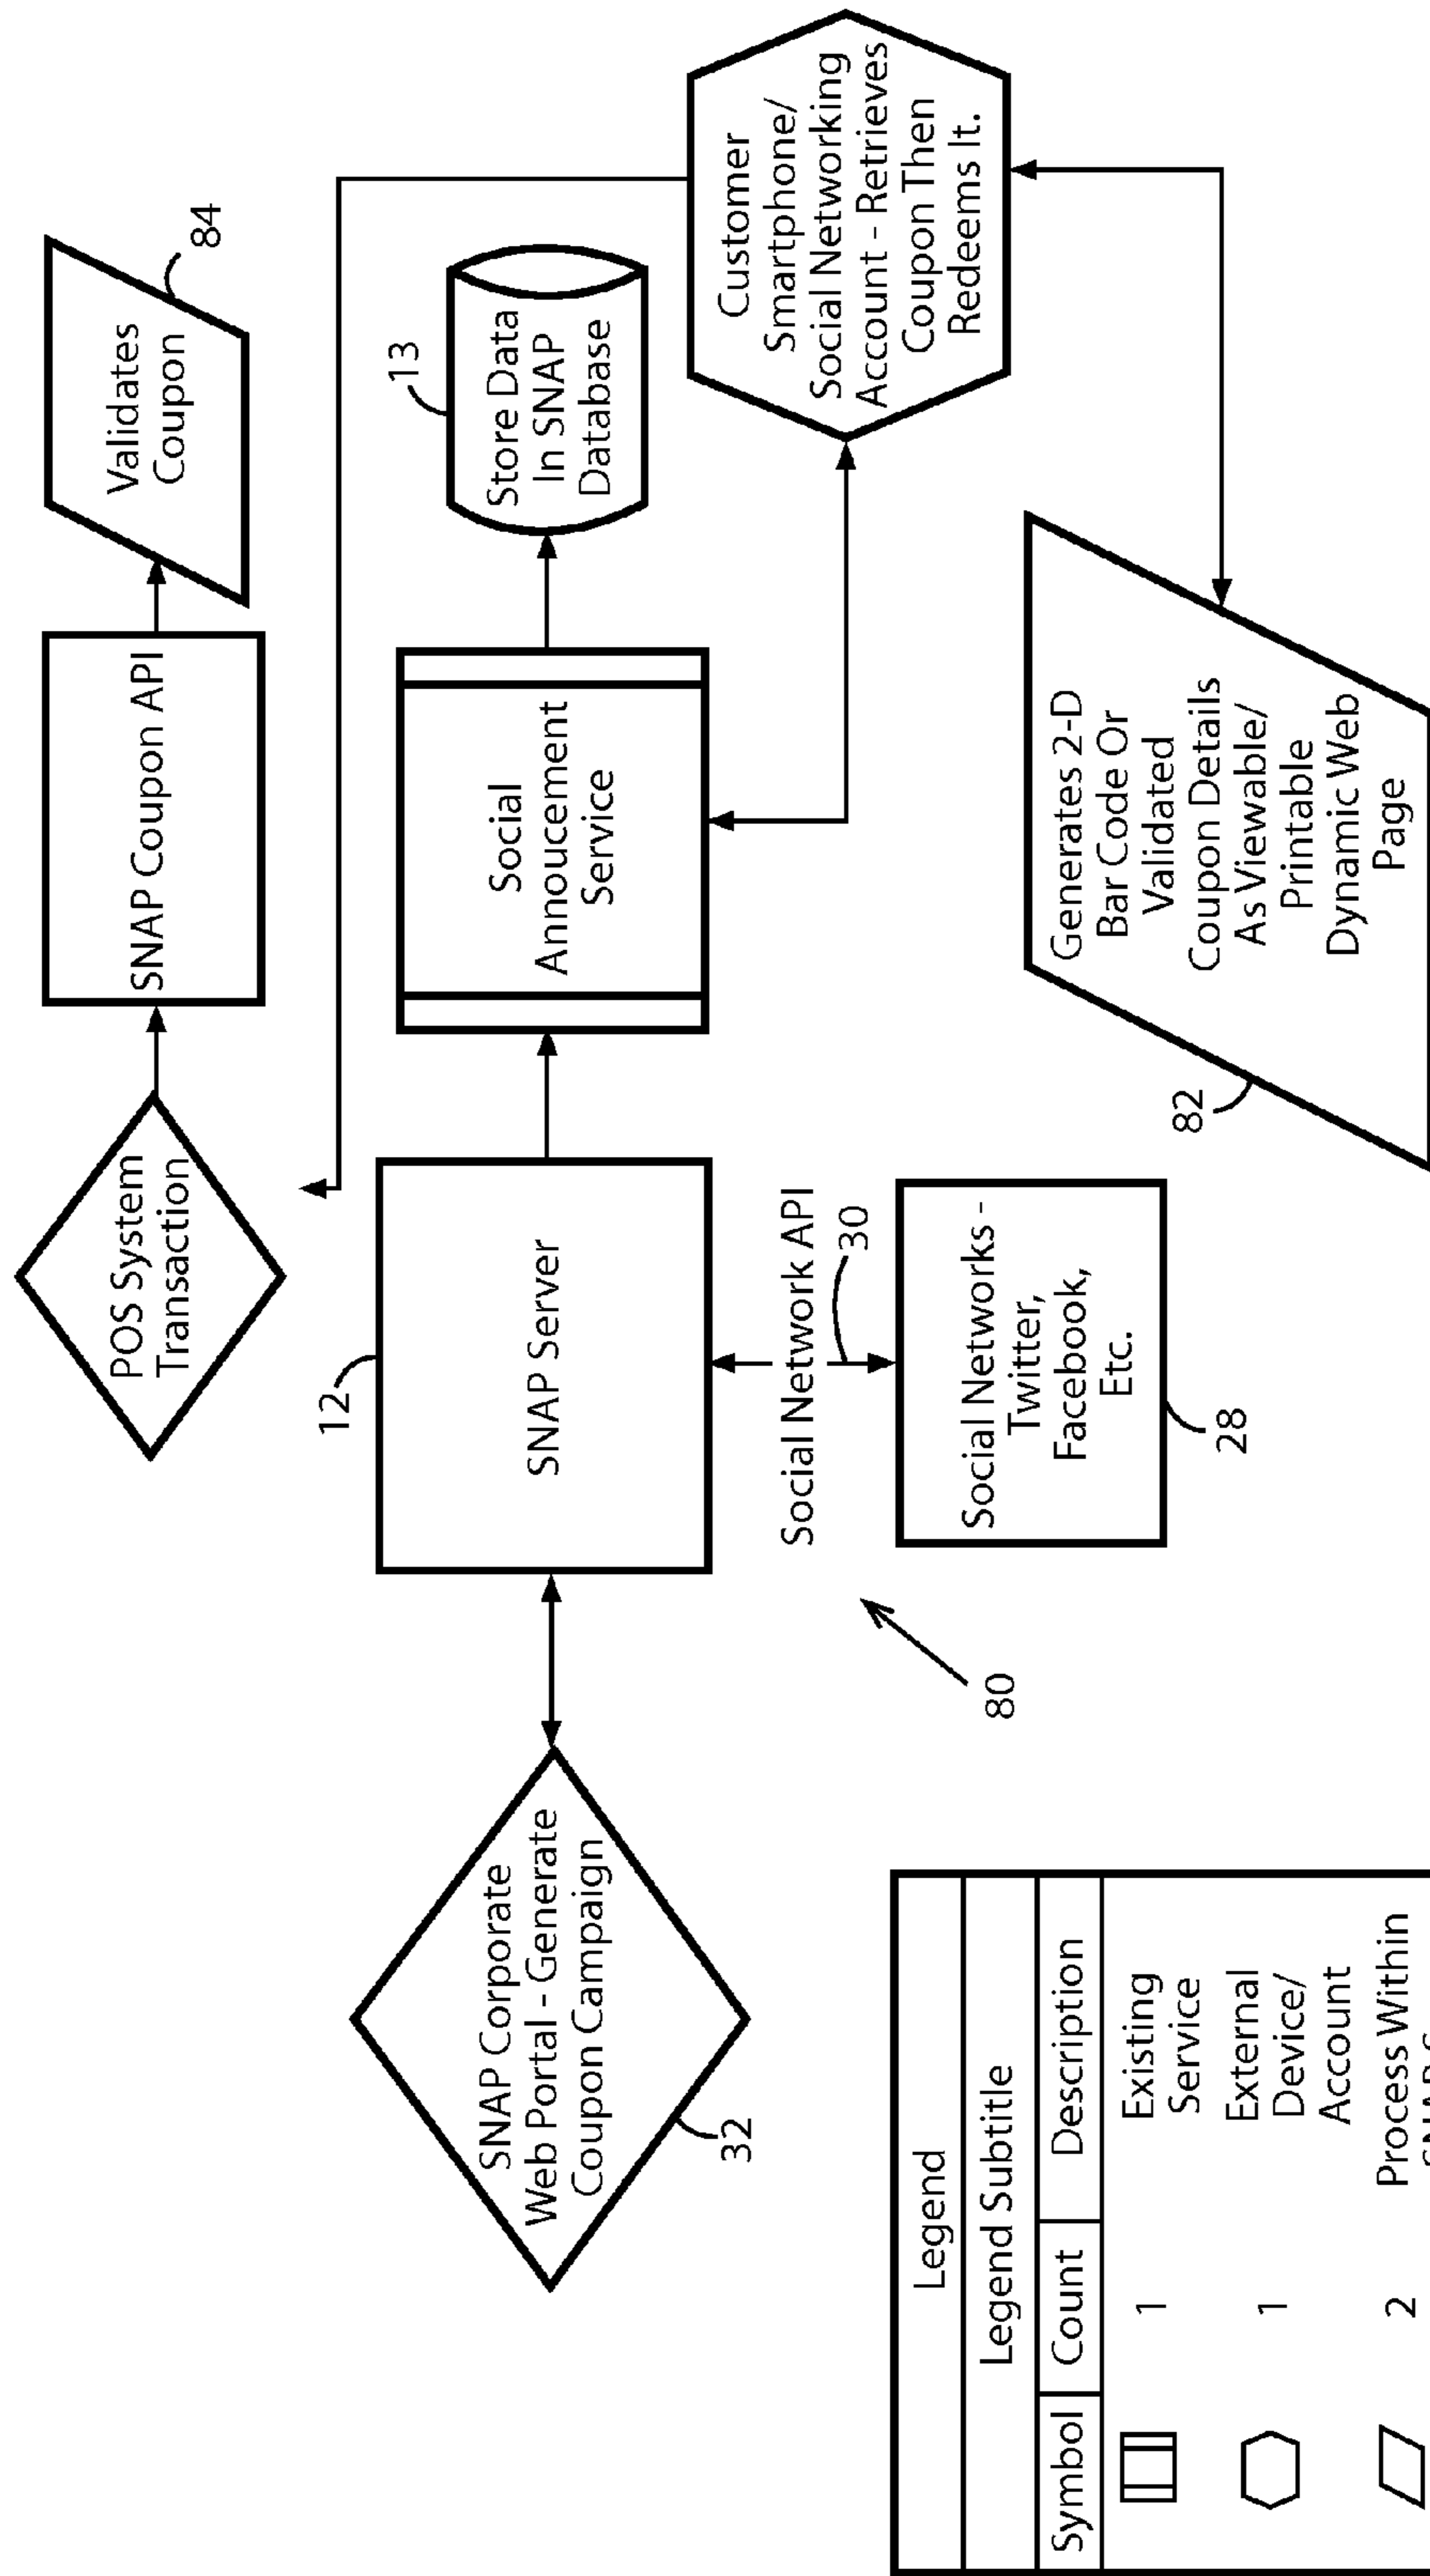 POS System
Transaction
SNAP Coupon API
Validates
Coupon
84
SNAP Corporate
Web Portal - Generate
Coupon Campaign
32
12
SNAP Server
Social
Annoucement
Service
13
Store Data
In SNAP
Database
Social Network API
30
Customer
Smartphone/
Social Networking
Account - Retrieves
Coupon Then
Redeems It.
80
Social Networks -
Twitter,
Facebook,
Etc.
28
82
Generates 2-D
Bar Code Or
Validated
Coupon Details
As Viewable/
Printable
Dynamic Web
Page
Legend
Legend Subtitle
Symbol Count Description
1 Existing
Service
1 External
Device/
Account
2 Process Within